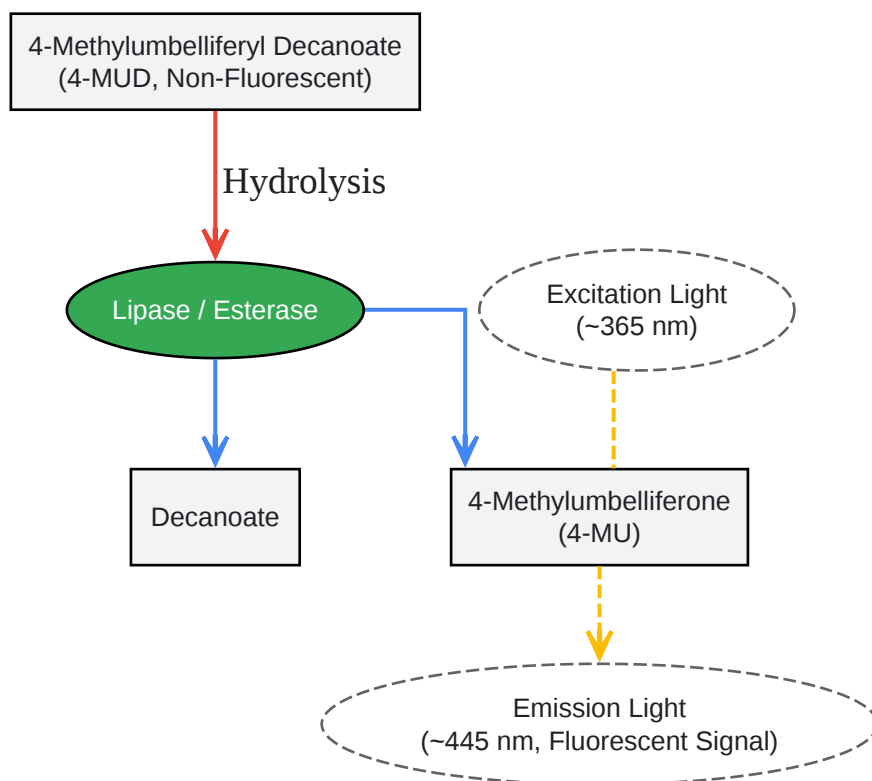 4-Methylumbelliferyl Decanoate
(4-MUD, Non-Fluorescent)
Hydrolysis
Lipase / Esterase
Excitation Light
(~365 nm)
Decanoate
4-Methylumbelliferone
(4-MU)
Emission Light
(~445 nm, Fluorescent Signal)